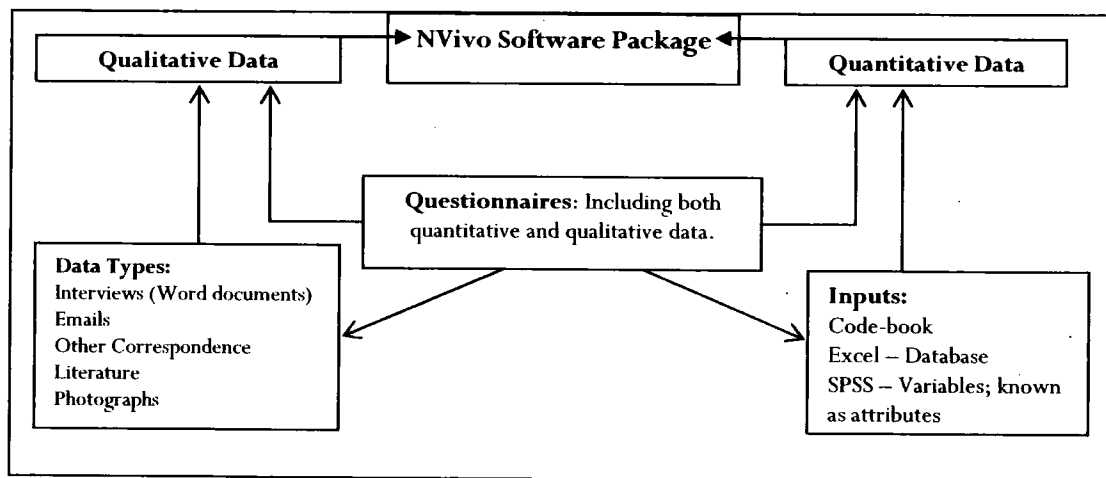 NVivo Software Package
Qualitative Data
Quantitative Data
Questionnaires: Including both
quantitative and qualitative data.
Data Types:
Interviews (Word documents)
Emails
Other Correspondence
Literature
Photographs
Inputs:
Code-book
Excel – Database
SPSS – Variables; known
as attributes